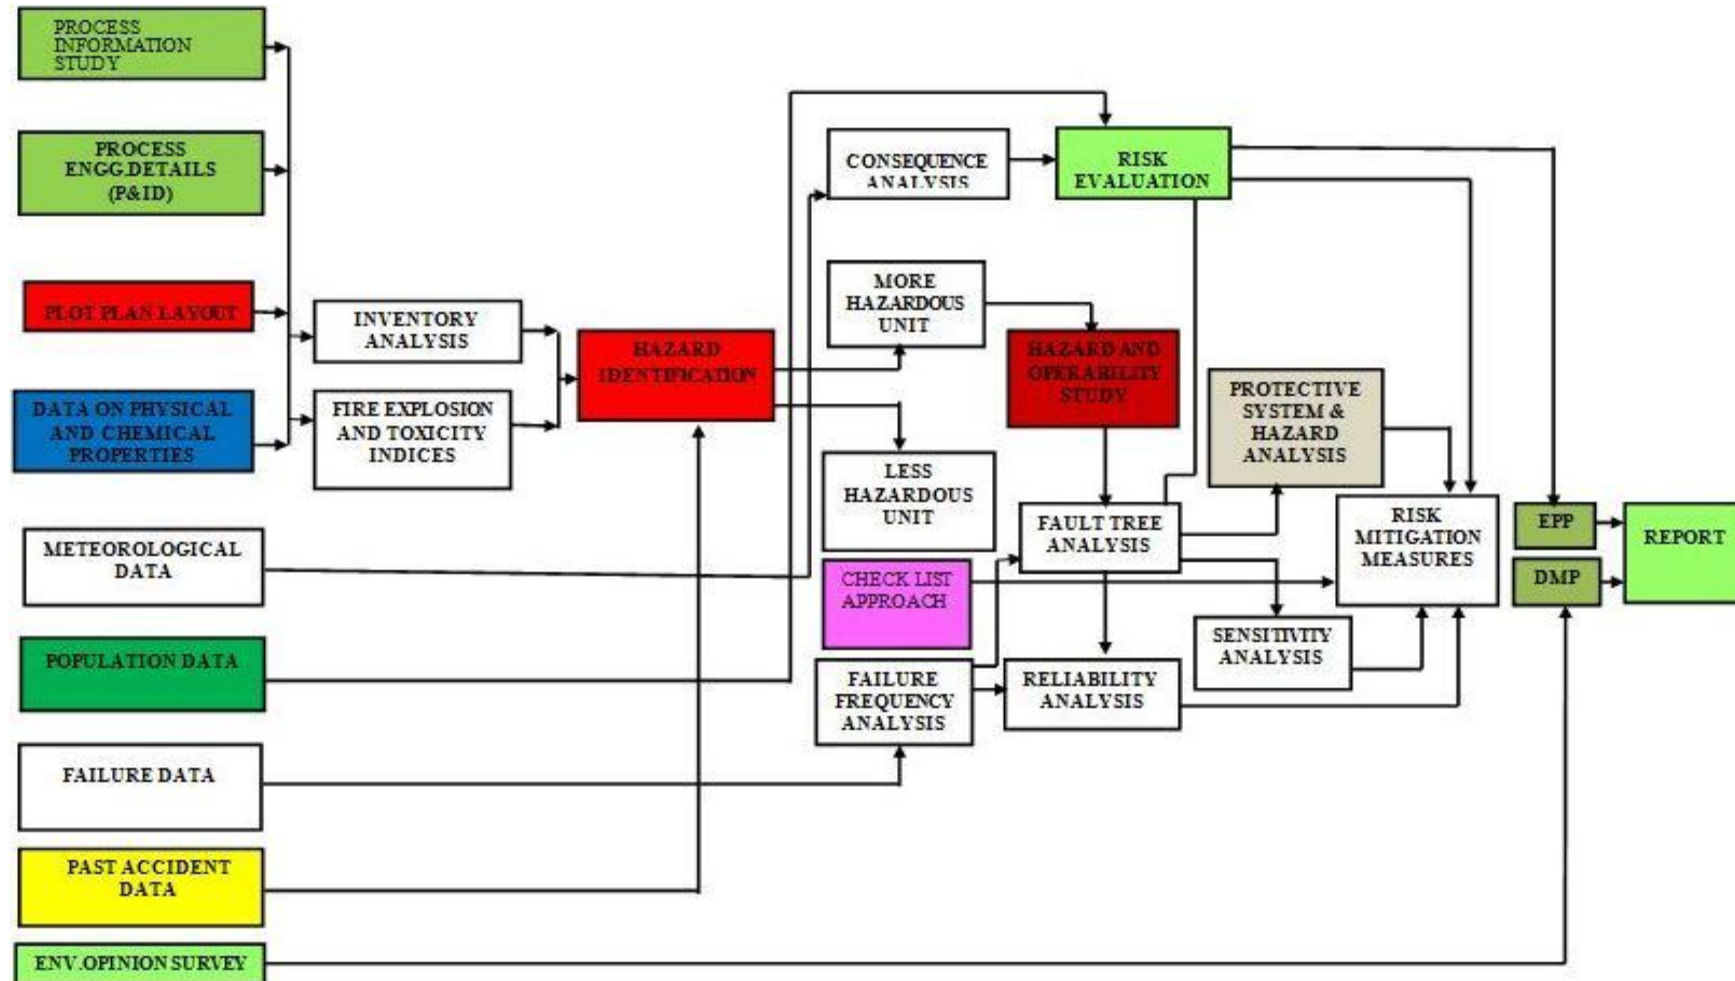 PROCESS
INFORMATION
STUDY
PROCESS
ENGG.DETAILS
(P&ID)
PLOT PLAN LAYOUT
DATA ON PHYSICAL
AND CHEMICAL
PROPERTIES
METEOROLOGICAL
DATA
POPULATION DATA
FAILURE DATA
PAST ACCIDENT
DATA
ENV.OPINION SURVEY
INVENTORY
ANALYSIS
FIRE EXPLOSION
AND TOXICITY
INDICES
HAZARD
IDENTIFICATION
CONSEQUENCE
ANALYSIS
MORE
HAZARDOUS
UNIT
LESS
HAZARDOUS
UNIT
CHECK LIST
APPROACH
FAILURE
FREQUENCY
ANALYSIS
RISK
EVALUATION
HAZARD AND
OPERABILITY
STUDY
FAULT TREE
ANALYSIS
RELIABILITY
ANALYSIS
PROTECTIVE
SYSTEM &
HAZARD
ANALYSIS
SENSITIVITY
ANALYSIS
RISK
MITIGATION
MEASURES
EPP
DMP
REPORT